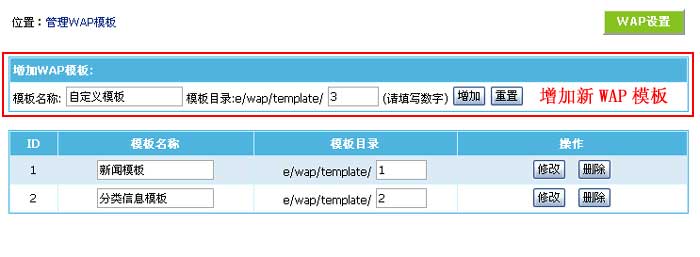 位置：管理WAP模板 WAP设置
增加WAP模板:
模板名称: 自定义模板 模板目录:e/wap/template/ 3 (请填写数字) 增加 重置 增加新 WAP 模板
ID 模板名称 模板目录 操作
1 新闻模板 e/wap/template/ 1 修改 删除
2 分类信息模板 e/wap/template/ 2 修改 删除